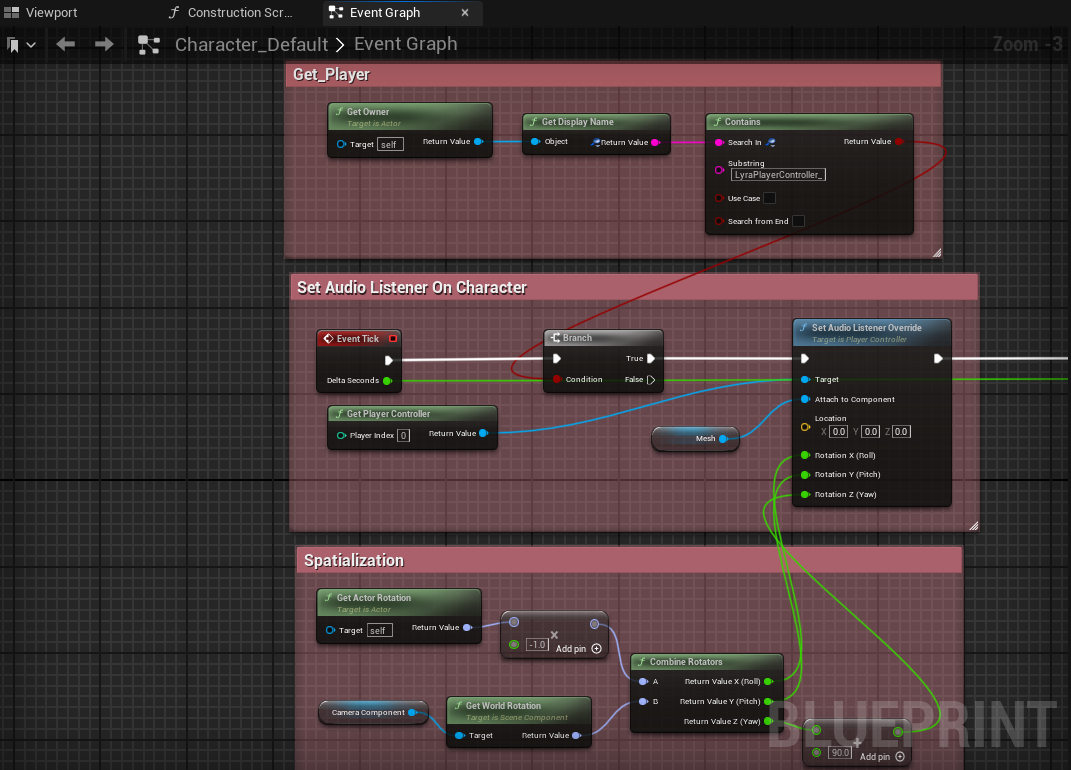 Viewport
Construction Scr...
Event Graph
Character_Default > Event Graph
Zoom -3
Get_Player
Get Owner
Target is Actor
Target self
Return Value
Get Display Name
Object
Return Value
Contains
Search In
Return Value
Substring
LyraPlayerController_
Use Case
Search from End
Set Audio Listener On Character
Event Tick
Delta Seconds
Branch
True
Condition
False
Get Player Controller
Player Index 0
Return Value
Mesh
Set Audio Listener Override
Target is Player Controller
Target
Attach to Component
Location
X 0.0 Y 0.0 Z 0.0
Rotation X (Roll)
Rotation Y (Pitch)
Rotation Z (Yaw)
Spatialization
Get Actor Rotation
Target is Actor
Target self
Return Value
-1.0
Add pin
Camera Component
Get World Rotation
Target is Scene Component
Target
Return Value
Combine Rotators
A
Return Value X (Roll)
B
Return Value Y (Pitch)
Return Value Z (Yaw)
90.0
Add pin
BLUEPRINT